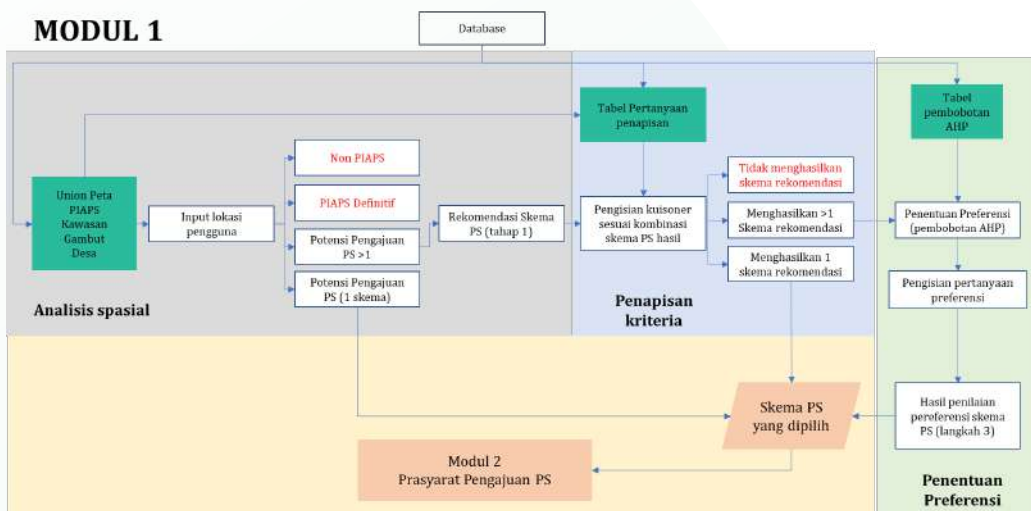 MODUL 1
Database
Tabel Pertanyaan
penapisan
Tabel
pembobotan
AHP
Union Peta
PIAPS
Kawasan
Gambut
Desa
Input lokasi
pengguna
Non PIAPS
PIAPS Definitif
Potensi Pengajuan
PS >1
Potensi Pengajuan
PS (1 skema)
Rekomendasi Skema
PS (tahap 1)
Analisis spasial
Pengisian kuisoner
sesuai kombinasi
skema PS hasil
Tidak menghasilkan
skema rekomendasi
Menghasilkan >1
Skema rekomendasi
Menghasilkan 1
skema rekomendasi
Penapisan
kriteria
Penentuan Preferensi
(pembobotan AHP)
Pengisian pertanyaan
preferensi
Hasil penilaian
pereferensi skema
PS (langkah 3)
Penentuan
Preferensi
Skema PS
yang dipilih
Modul 2
Prasyarat Pengajuan PS